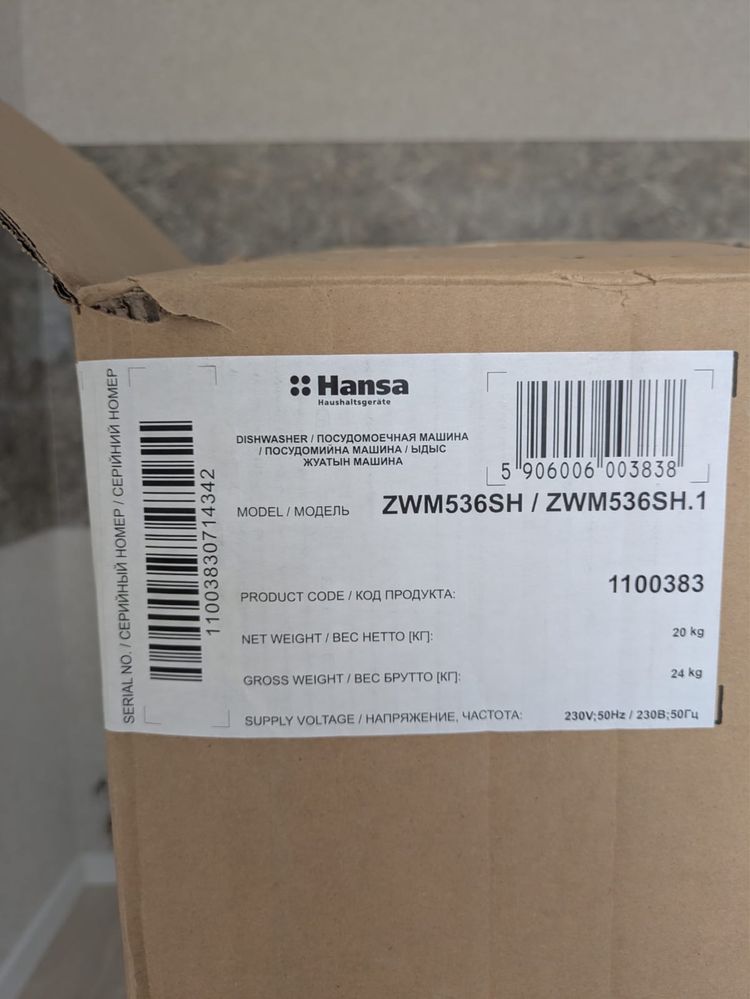 Hansa
Haushaltsgeräte
DISHWASHER / ПОСУДОМОЕЧНАЯ МАШИНА
/ ПОСУДОМИЙНА МАШИНА / ЫДЫС
ЖУАТЫН МАШИНА
5 906006 003838
MODEL / МОДЕЛЬ ZWM536SH / ZWM536SH.1
PRODUCT CODE / КОД ПРОДУКТА: 1100383
NET WEIGHT / ВЕС НЕТТО [КГ]: 20 kg
GROSS WEIGHT / ВЕС БРУТТО [КГ]: 24 kg
SUPPLY VOLTAGE / НАПРЯЖЕНИЕ, ЧАСТОТА: 230V;50Hz / 230В;50Гц
SERIAL NO. / СЕРИЙНЫЙ НОМЕР / СЕРІЙНИЙ НОМЕР
11003830714342